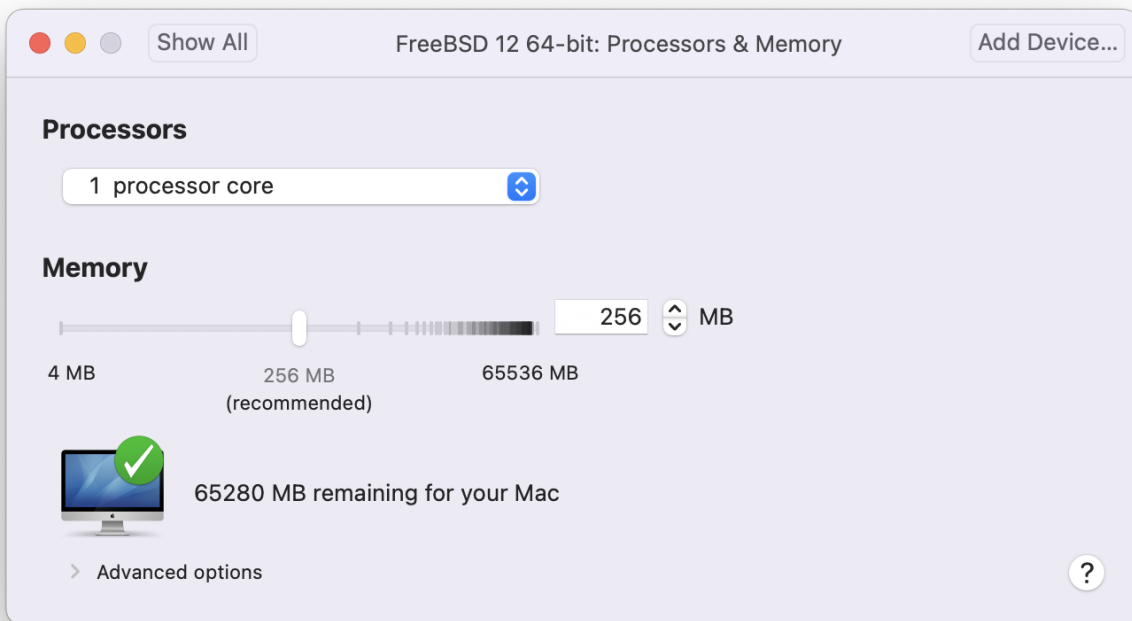 Show All
FreeBSD 12 64-bit: Processors & Memory
Add Device...
Processors
1 processor core
Memory
256
MB
4 MB
256 MB
(recommended)
65536 MB
65280 MB remaining for your Mac
Advanced options
?